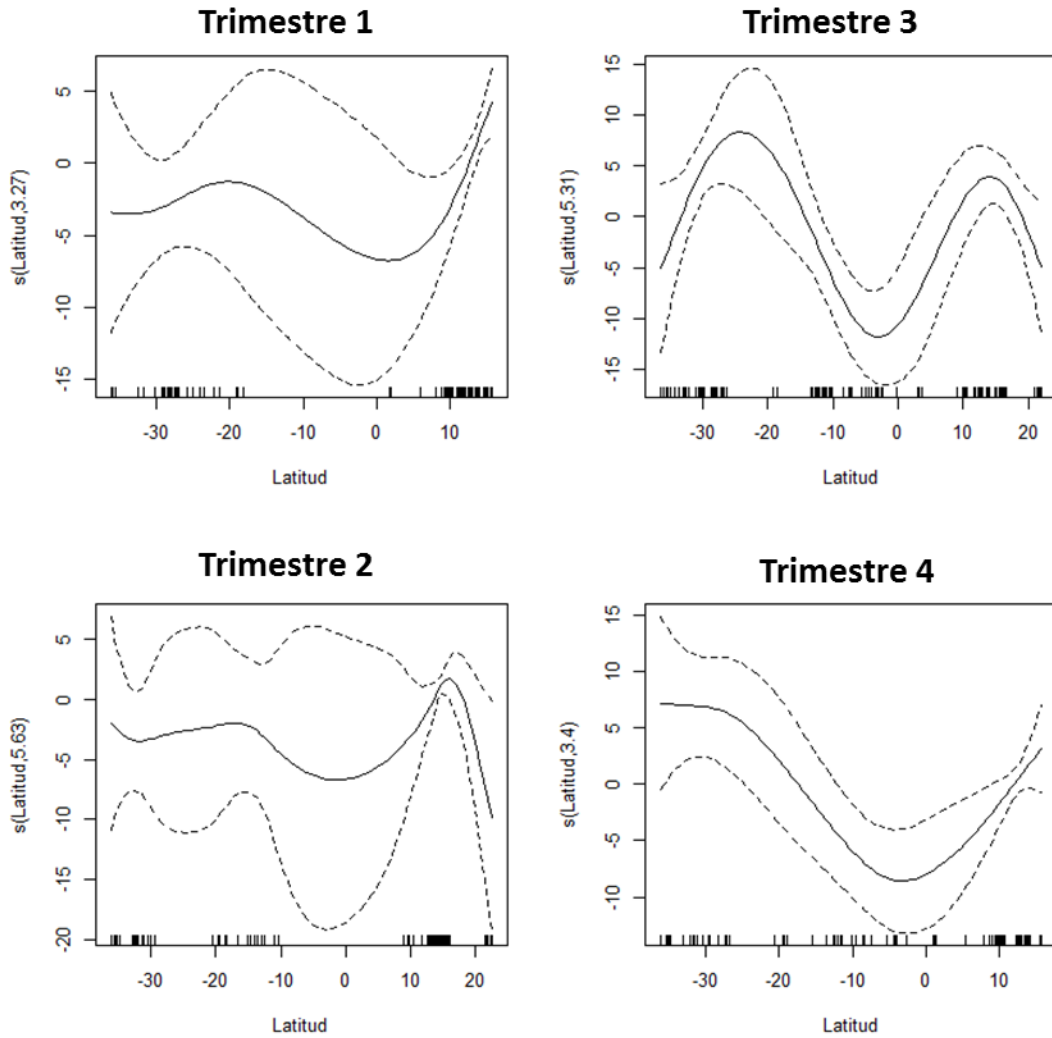 Trimestre 1
5
0
-5
-10
-15
s(Latitud,3.27)
-30 -20 -10 0 10
Latitud
Trimestre 3
15
10
5
0
-5
-10
-15
s(Latitud,5.31)
-30 -20 -10 0 10 20
Latitud
Trimestre 2
5
0
-5
-10
-15
-20
s(Latitud,5.63)
-30 -20 -10 0 10 20
Latitud
Trimestre 4
15
10
5
0
-5
-10
s(Latitud,3.4)
-30 -20 -10 0 10
Latitud